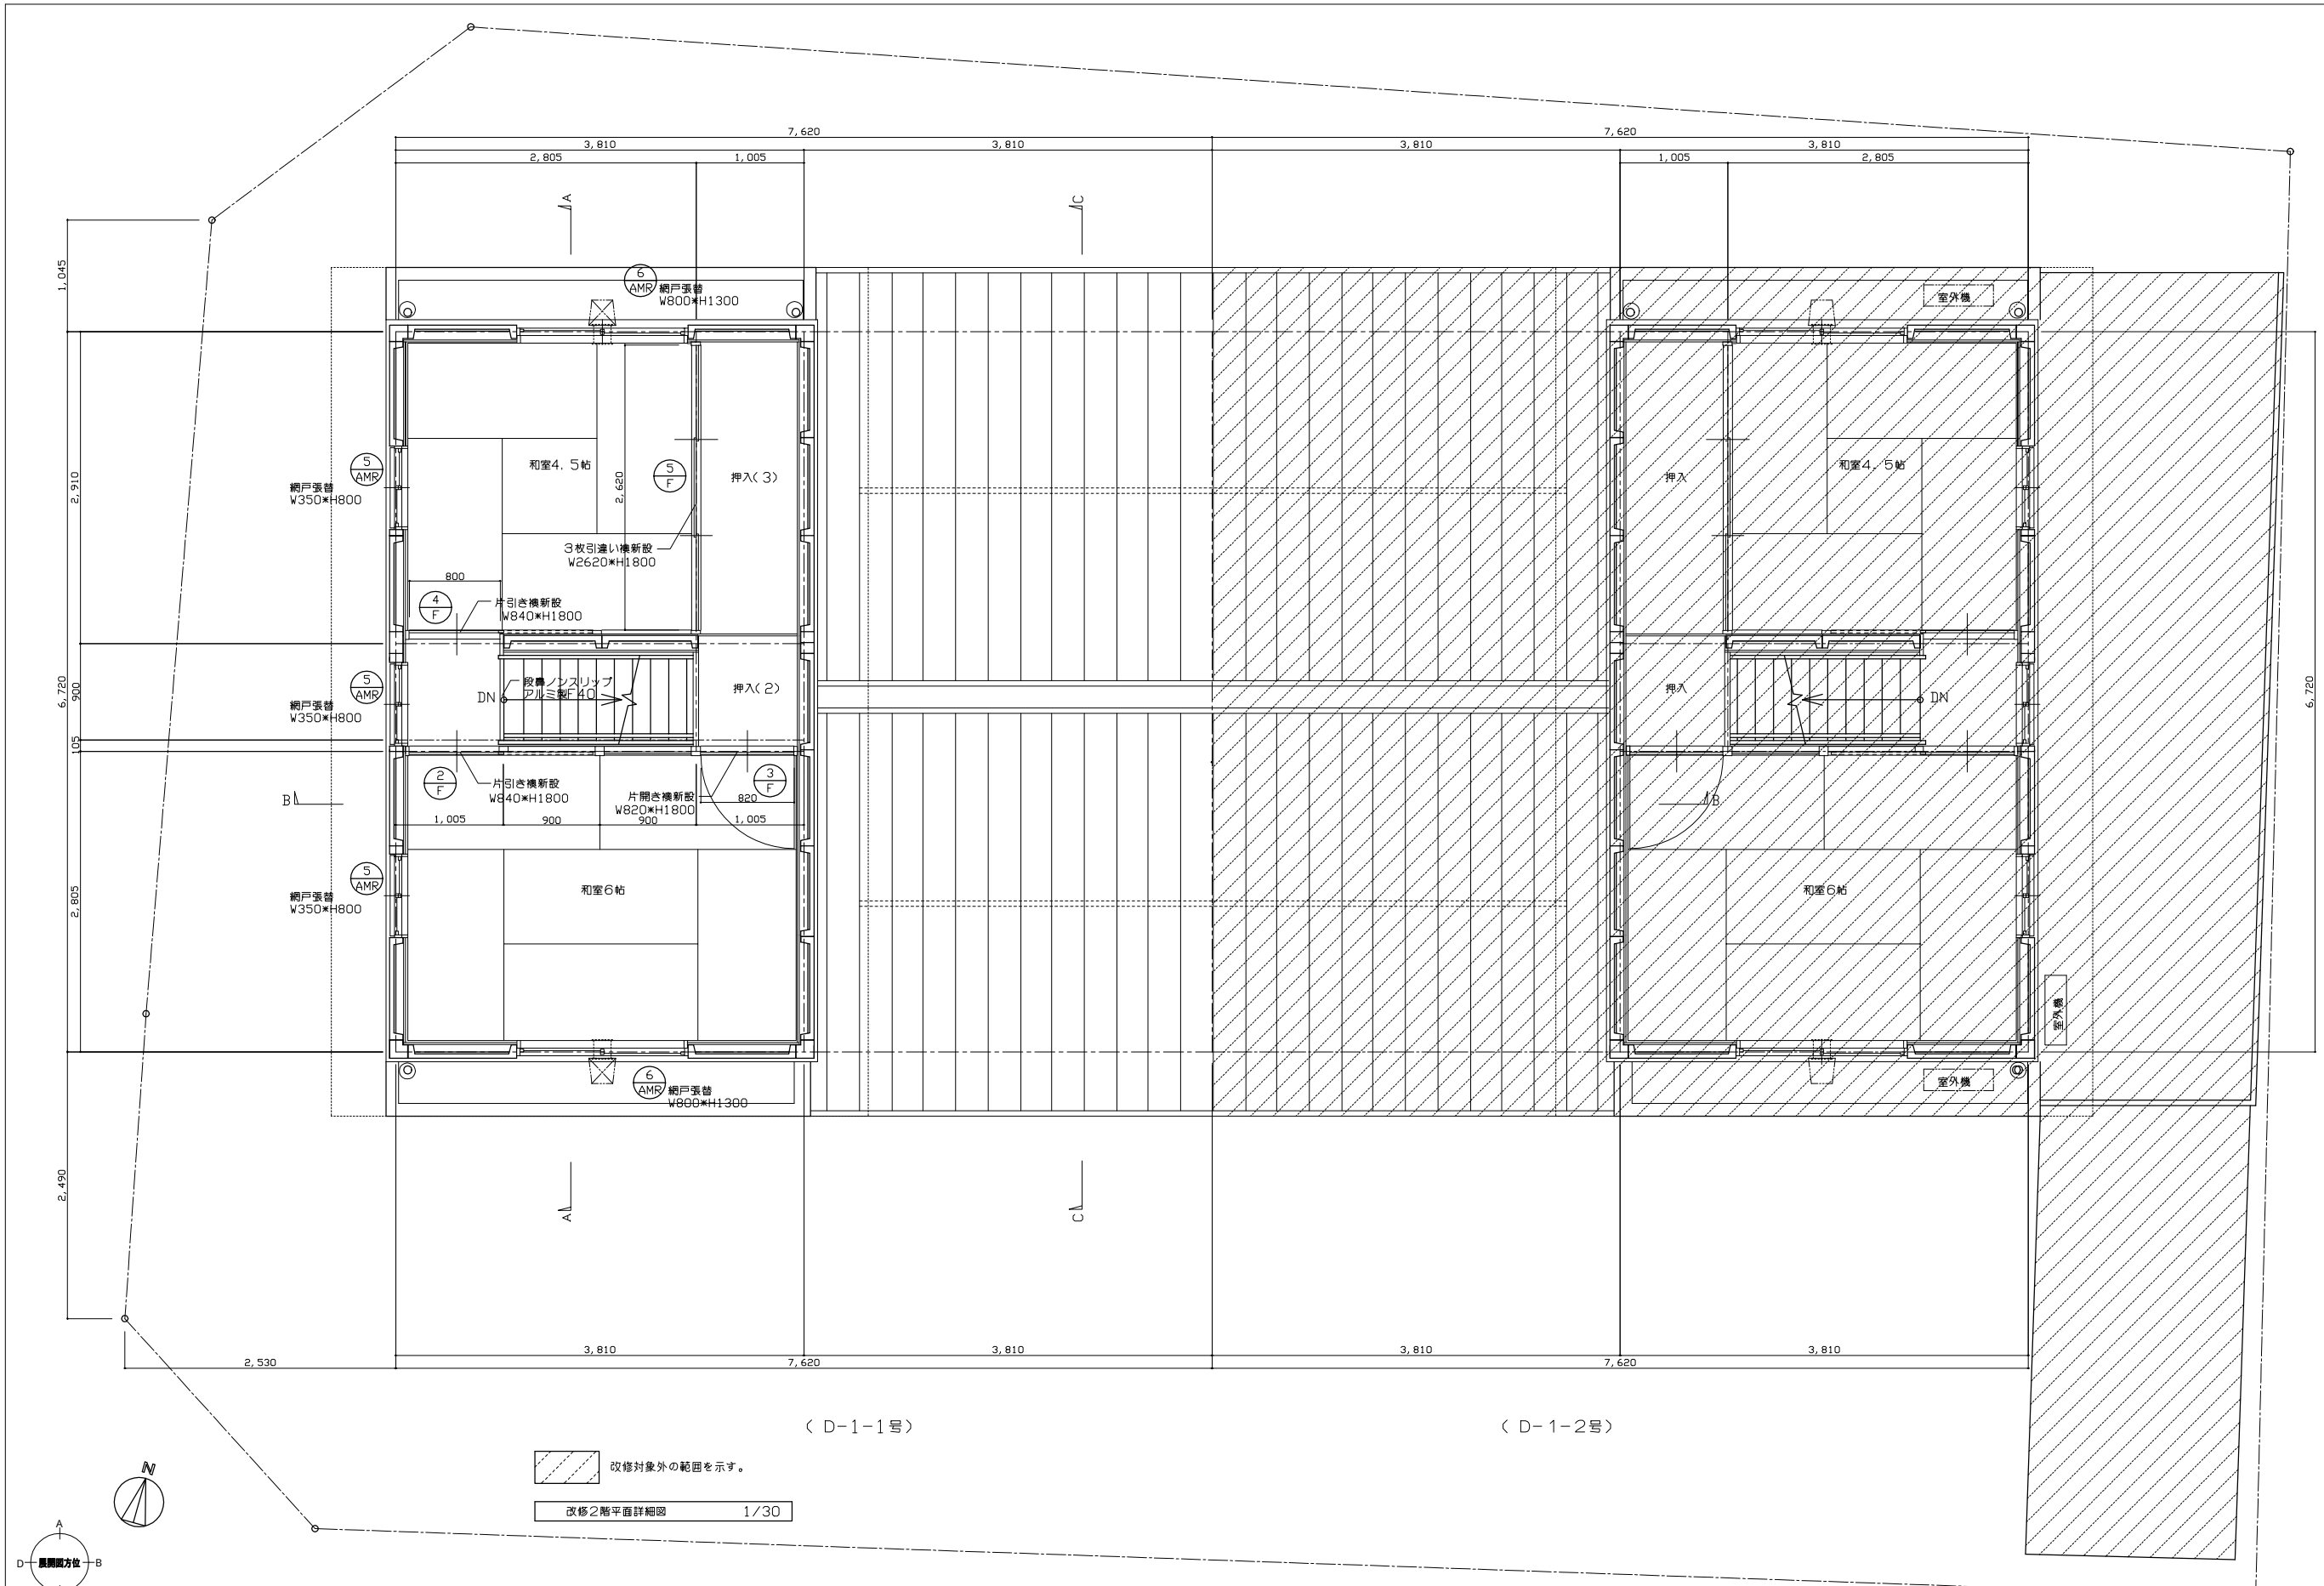 7,620
7,620
3,810
3,810
3,810
3,810
2,805
1,005
1,005
2,805
A
C
1,045
6
AMR
網戸張替
W800*H1300
室外機
5
AMR
網戸張替
W350*H800
和室4.5帖
2,620
5
F
押入(3)
押入
和室4.5帖
2,910
3枚引違い襖新設
W2620*H1800
800
4
F
片引き襖新設
W840*H1800
5
AMR
網戸張替
W350*H800
DN
段鼻ノンスリップ
アルミ製F40
押入(2)
押入
DN
6,720
900
105
6,720
2
F
片引き襖新設
W840*H1800
片開き襖新設
W820*H1800
3
F
820
B
B
1,005
900
900
1,005
5
AMR
網戸張替
W350*H800
和室6帖
和室6帖
2,805
室外機
6
AMR
網戸張替
W800*H1300
室外機
2,490
A
C
3,810
3,810
3,810
3,810
2,530
7,620
7,620
(D-1-1号)
(D-1-2号)
N
改修対象外の範囲を示す。
改修2階平面詳細図 1/30
A
D
展開図方位
B